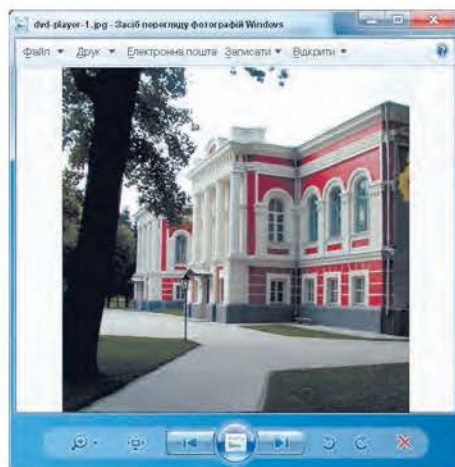 dvd-player-1.jpg - Засіб перегляду фотографій Windows
Файл Друк Електронна пошта Записати Відкрити